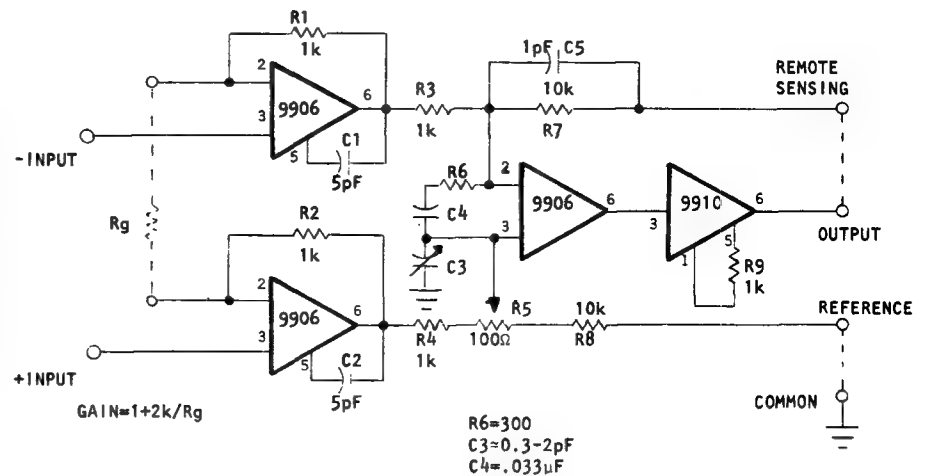 R1
1k
2
9906
6
3
5
C1
5pF
-INPUT
R3
1k
1pF
C5
10k
R7
REMOTE
SENSING
R6
C4
2
9906
6
3
C3
9910
3
6
5
1
R9
1k
OUTPUT
Rg
R2
1k
2
9906
6
3
5
C2
5pF
+INPUT
R4
1k
R5
100Ω
10k
R8
REFERENCE
COMMON
GAIN=1+2k/Rg
R6=300
C3≈0.3-2pF
C4=.033μF